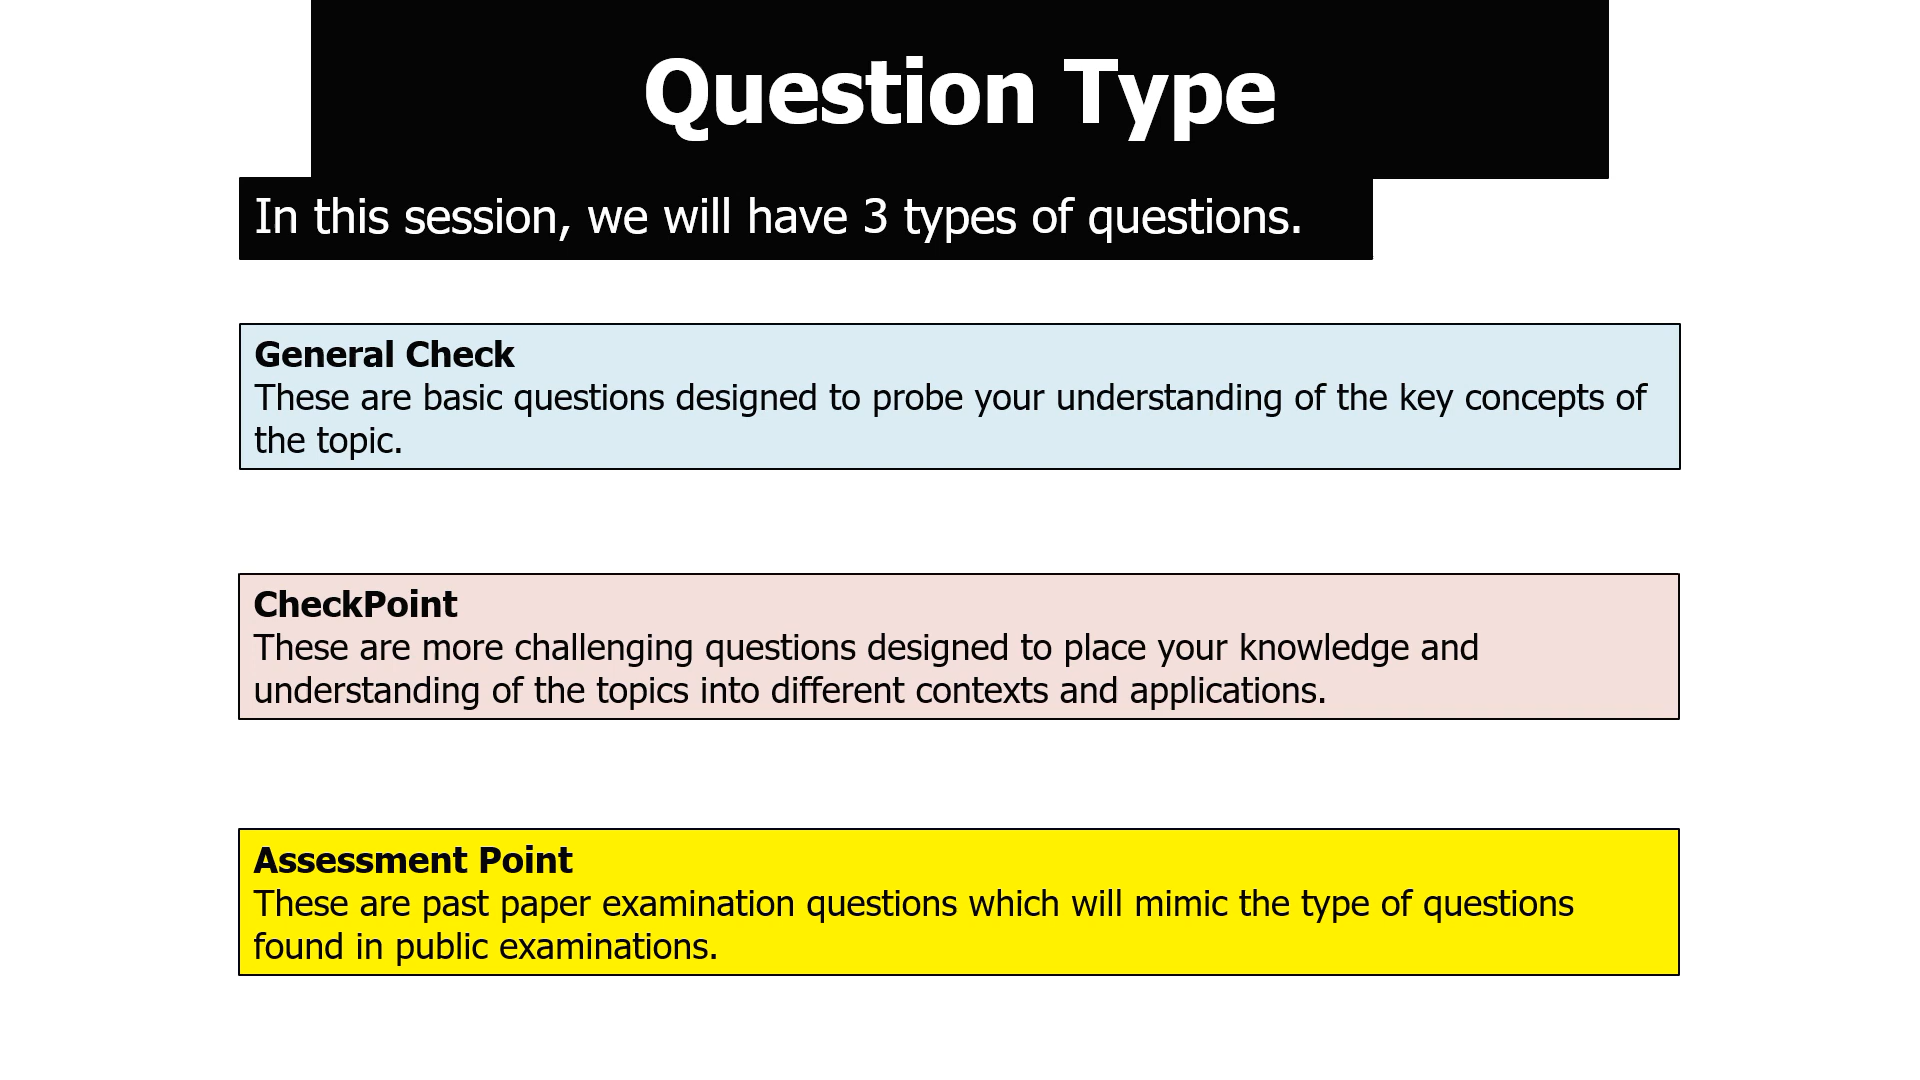 Question Type
In this session, we will have 3 types of questions.
General Check
These are basic questions designed to probe your understanding of the key concepts of
the topic.
CheckPoint
These are more challenging questions designed to place your knowledge and
understanding of the topics into different contexts and applications.
Assessment Point
These are past paper examination questions which will mimic the type of questions
found in public examinations.